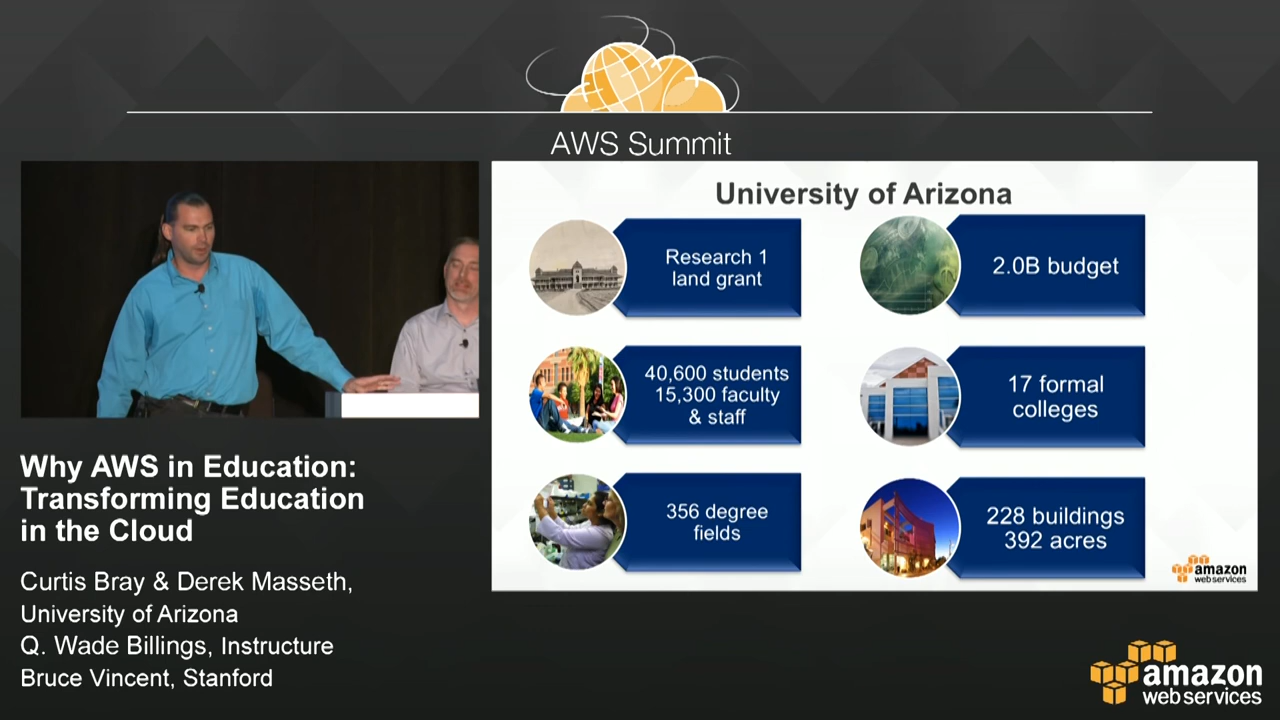 AWS Summit
University of Arizona
Research 1
land grant
2.0B budget
40,600 students
15,300 faculty
& staff
17 formal
colleges
356 degree
fields
228 buildings
392 acres
amazon
web services
Why AWS in Education:
Transforming Education
in the Cloud
Curtis Bray & Derek Masseth,
University of Arizona
Q. Wade Billings, Instructure
Bruce Vincent, Stanford
amazon
web services